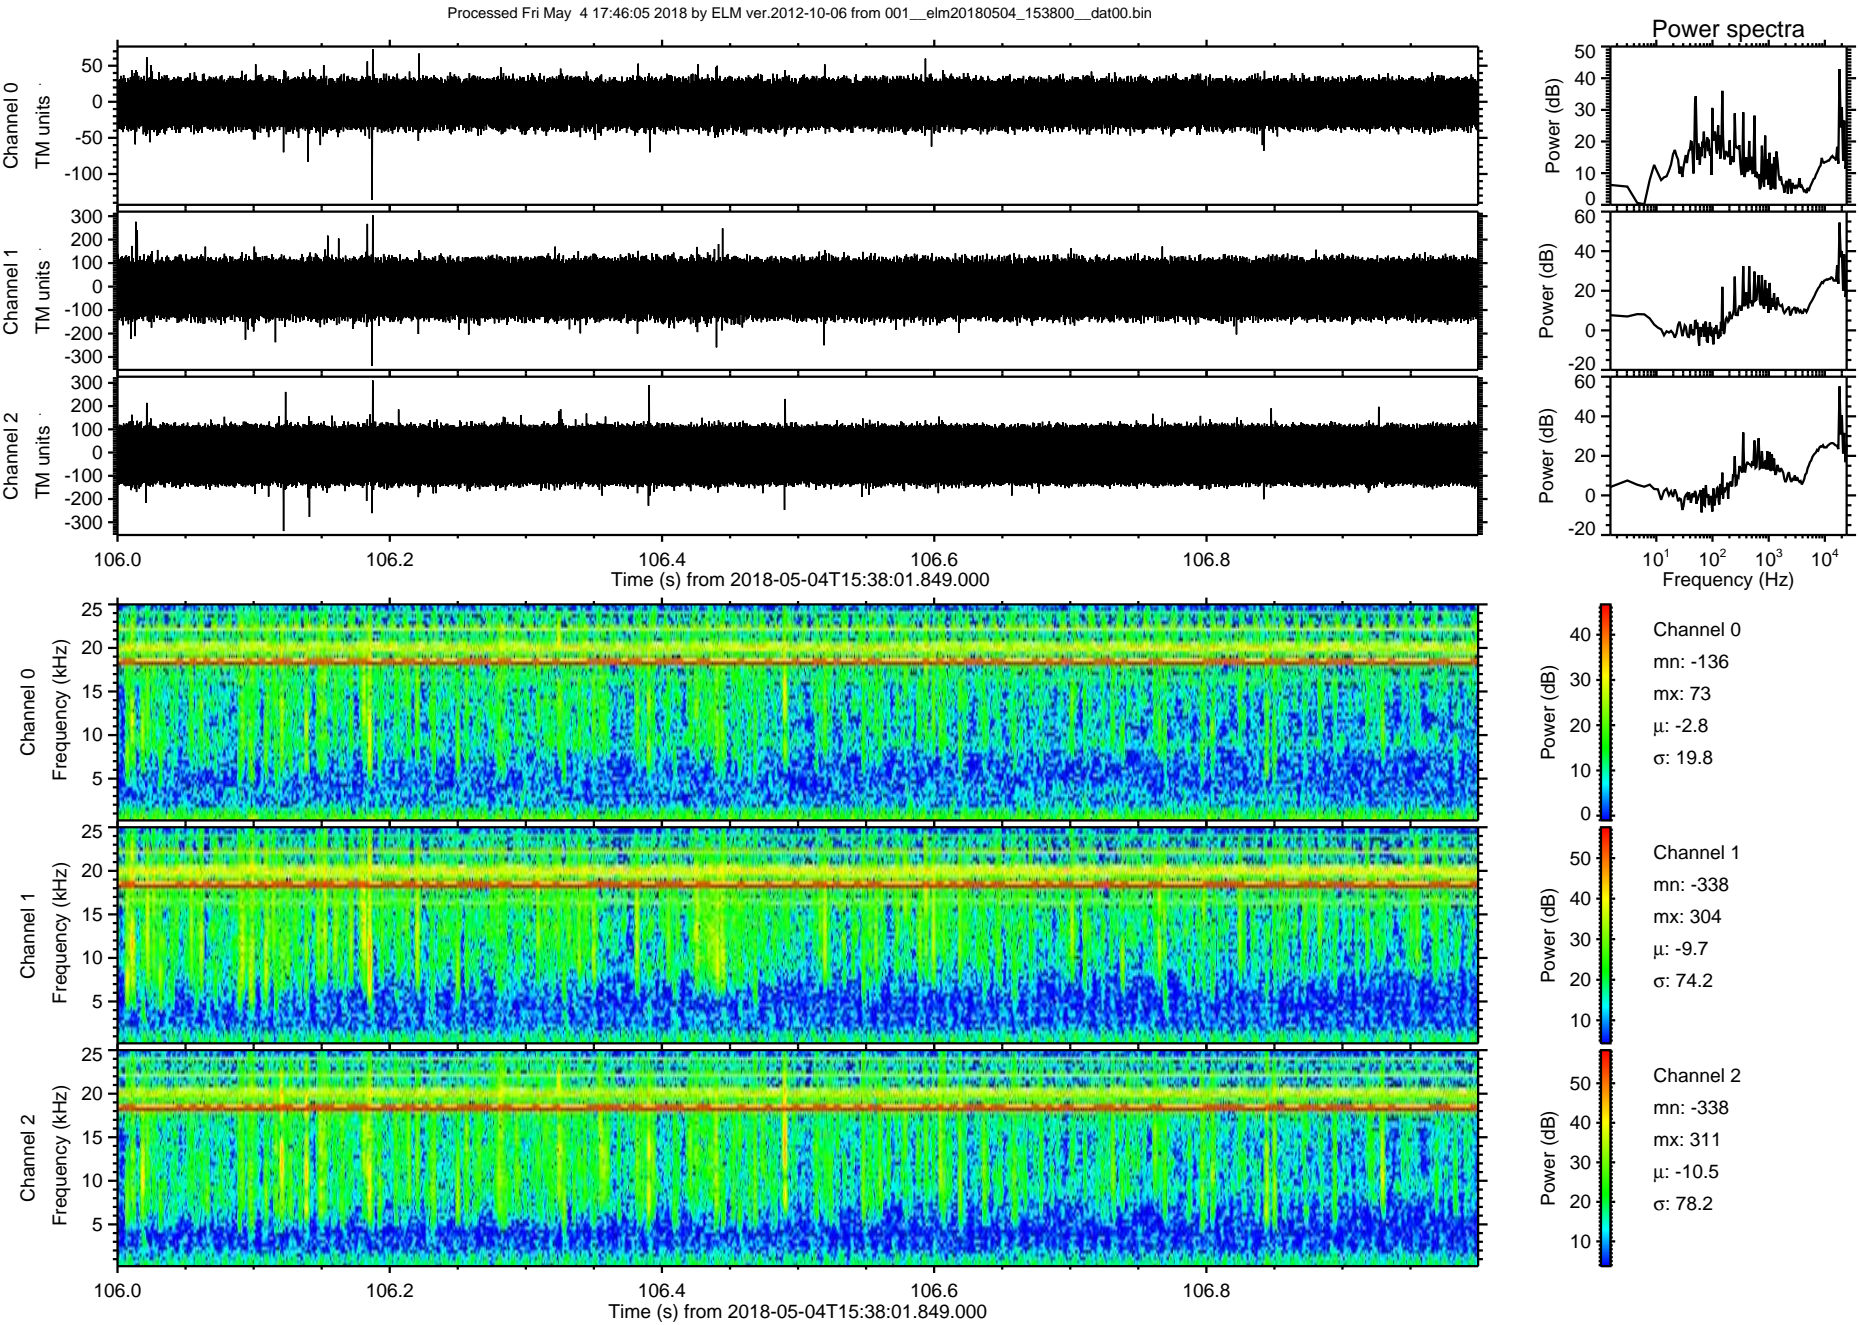 Processed Fri May  4 17:46:05 2018 by ELM ver.2012-10-06 from 001__elm20180504_153800__dat00.bin
Power spectra
Channel 0
TM units
50
0
-50
-100
Power (dB)
50
40
30
20
10
0
Channel 1
TM units
300
200
100
0
-100
-200
-300
Power (dB)
60
40
20
0
-20
Channel 2
TM units
300
200
100
0
-100
-200
-300
Power (dB)
60
40
20
0
-20
106.0 106.2 106.4 106.6 106.8
Time (s) from 2018-05-04T15:38:01.849.000
10^1 10^2 10^3 10^4
Frequency (Hz)
Channel 0
Frequency (kHz)
25
20
15
10
5
Power (dB)
40
30
20
10
0
Channel 0
mn: -136
mx: 73
μ: -2.8
σ: 19.8
Channel 1
Frequency (kHz)
25
20
15
10
5
Power (dB)
50
40
30
20
10
Channel 1
mn: -338
mx: 304
μ: -9.7
σ: 74.2
Channel 2
Frequency (kHz)
25
20
15
10
5
Power (dB)
50
40
30
20
10
Channel 2
mn: -338
mx: 311
μ: -10.5
σ: 78.2
106.0 106.2 106.4 106.6 106.8
Time (s) from 2018-05-04T15:38:01.849.000